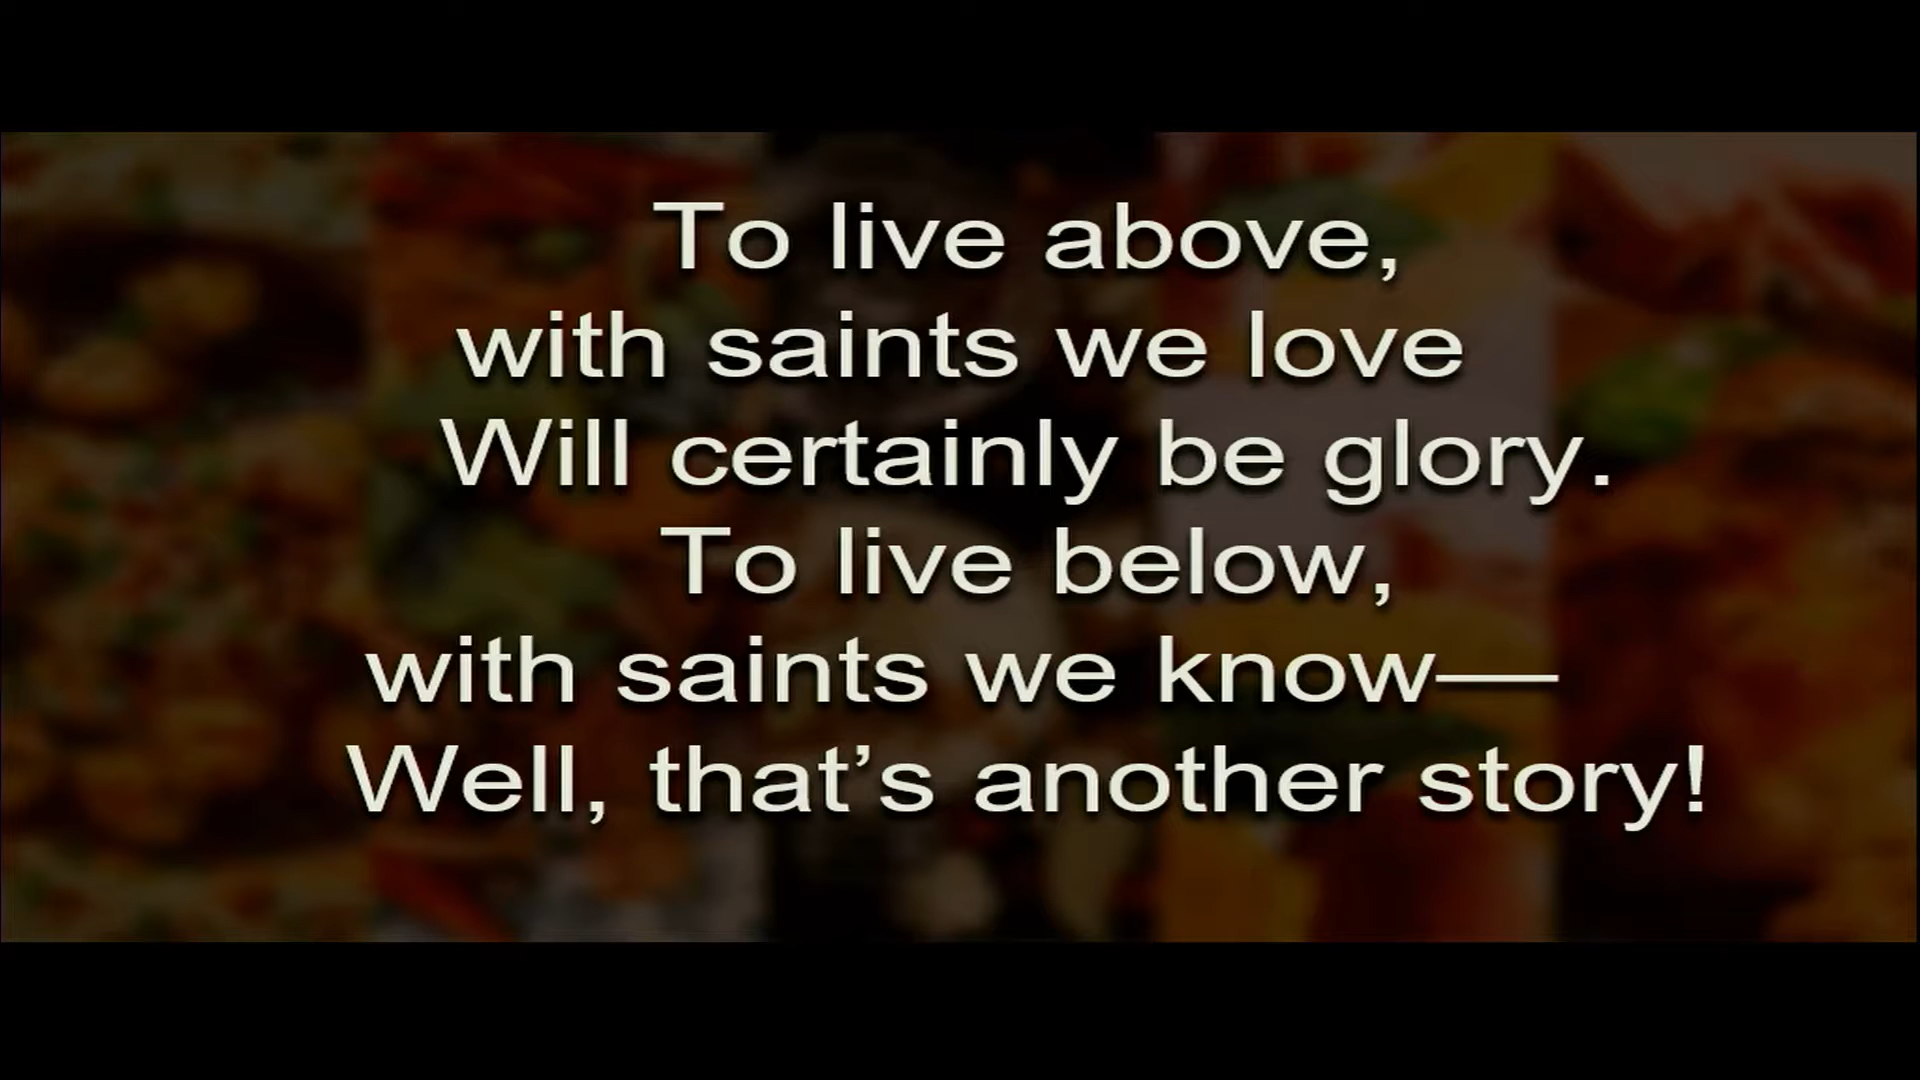 To live above,
with saints we love
Will certainly be glory.
To live below,
with saints we know—
Well, that’s another story!